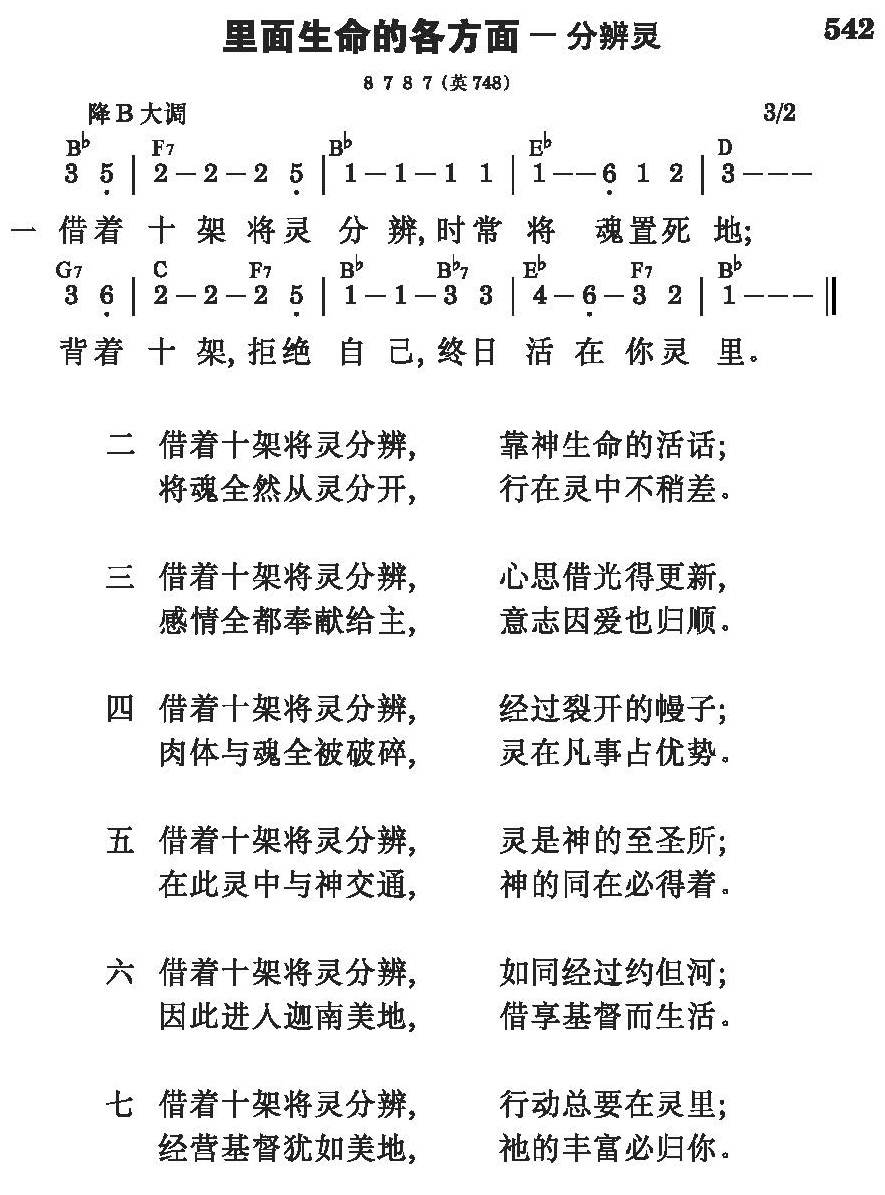 里面生命的各方面－分辨灵
542
8 7 8 7 (英748)
降B大调 3/2
B♭ F7 B♭ E♭ D
3 5̣ | 2－2－2 5̣ | 1－1－1 1 | 1－－6̣ 1 2 | 3－－－
一 借着 十 架 将灵 分 辨, 时常 将 魂置死 地;
G7 C F7 B♭ B♭7 E♭ F7 B♭
3 6̣ | 2－2－2 5̣ | 1－1－3 3 | 4－6̣－3 2 | 1－－－ ‖
背着 十 架, 拒绝 自 己, 终日 活 在 你灵 里。
二 借着十架将灵分辨, 靠神生命的活话;
将魂全然从灵分开, 行在灵中不稍差。
三 借着十架将灵分辨, 心思借光得更新,
感情全都奉献给主, 意志因爱也归顺。
四 借着十架将灵分辨, 经过裂开的幔子;
肉体与魂全被破碎, 灵在凡事占优势。
五 借着十架将灵分辨, 灵是神的至圣所;
在此灵中与神交通, 神的同在必得着。
六 借着十架将灵分辨, 如同经过约但河;
因此进入迦南美地, 借享基督而生活。
七 借着十架将灵分辨, 行动总要在灵里;
经营基督犹如美地, 祂的丰富必归你。